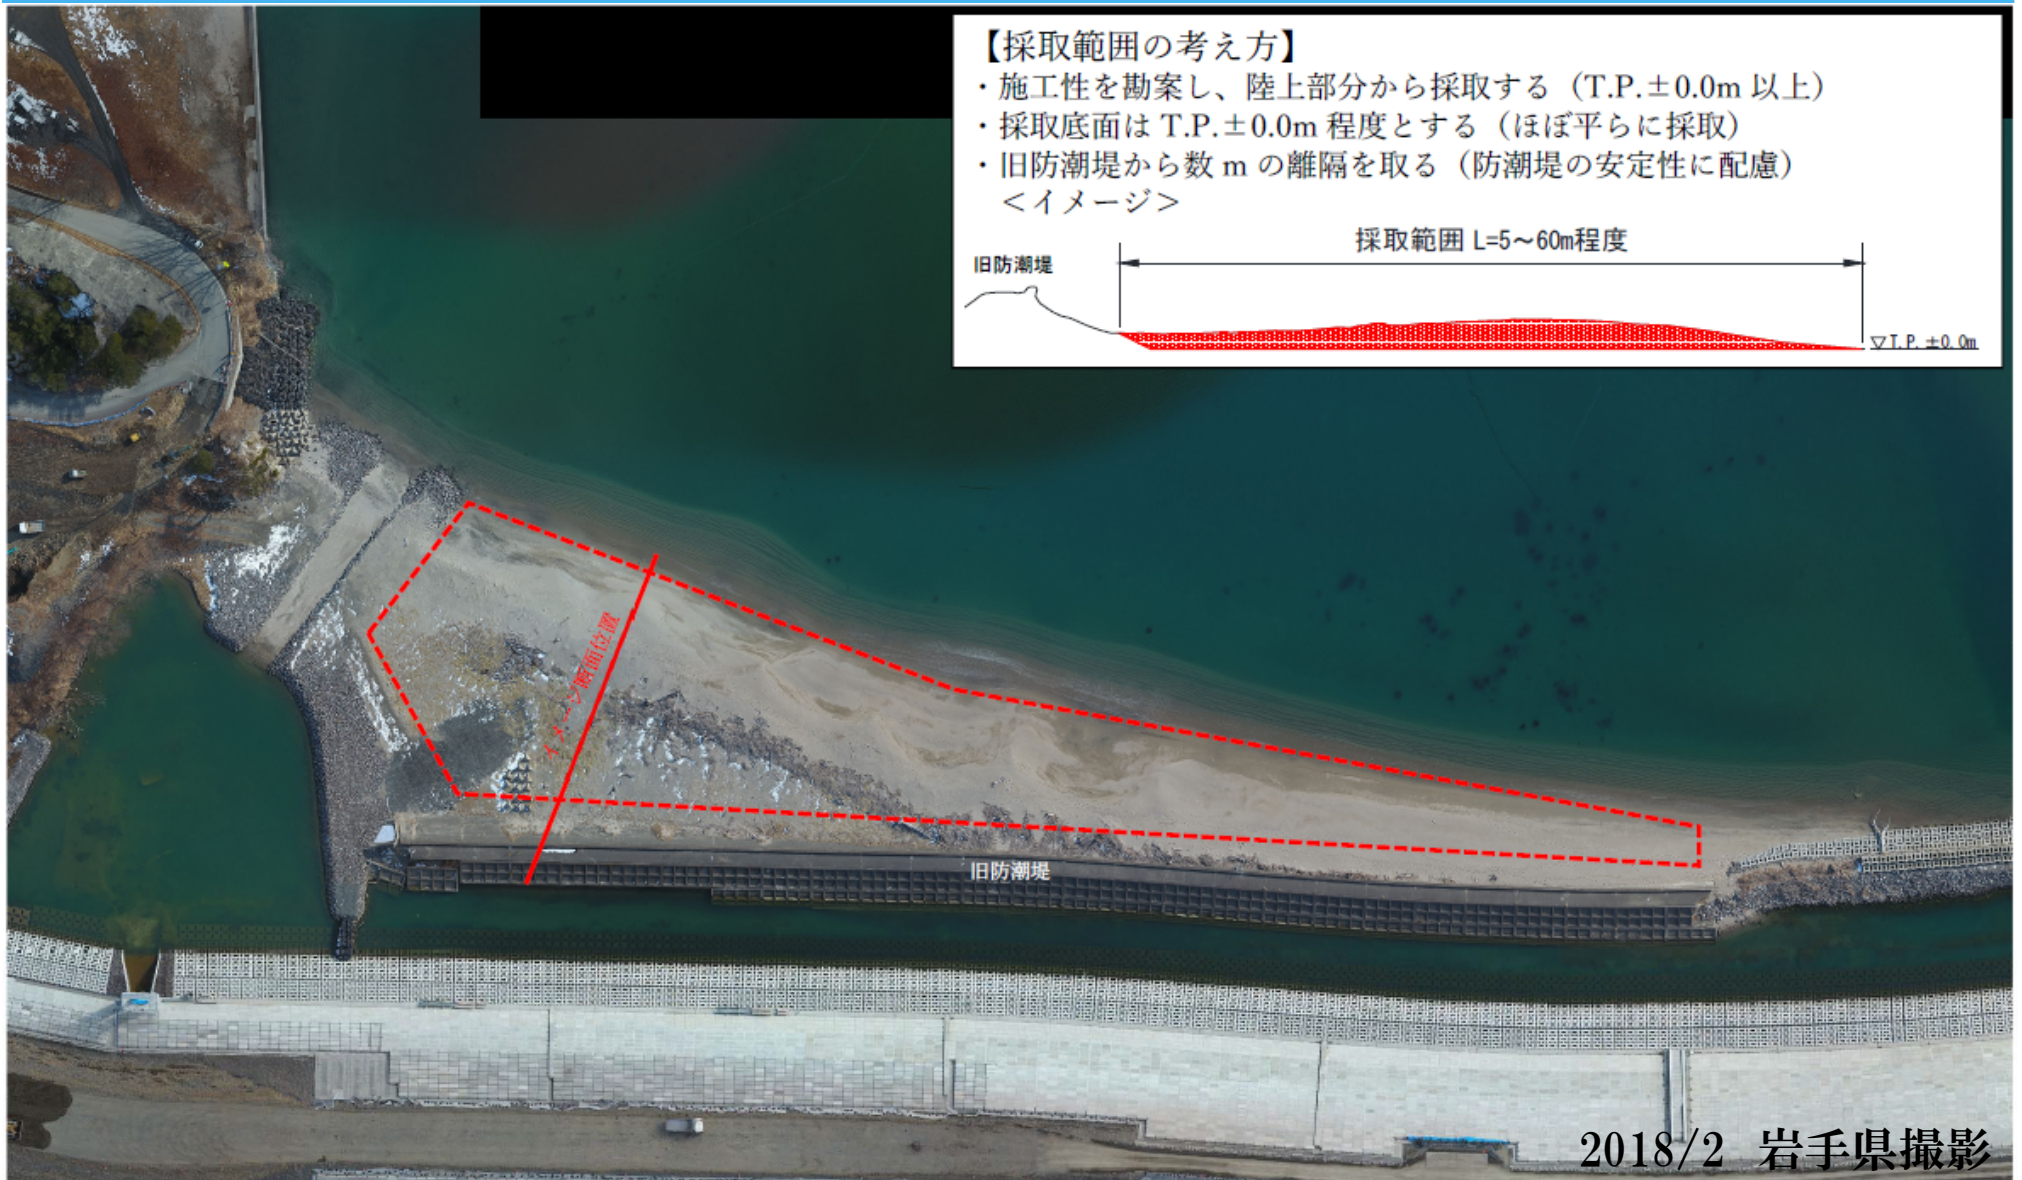 【採取範囲の考え方】
・施工性を勘案し、陸上部分から採取する（T.P.±0.0m 以上）
・採取底面は T.P.±0.0m 程度とする（ほぼ平らに採取）
・旧防潮堤から数 m の離隔を取る（防潮堤の安定性に配慮）
＜イメージ＞
採取範囲 L=5～60m程度
旧防潮堤
▽T.P.±0.0m
イメージ断面位置
旧防潮堤
2018/2 岩手県撮影